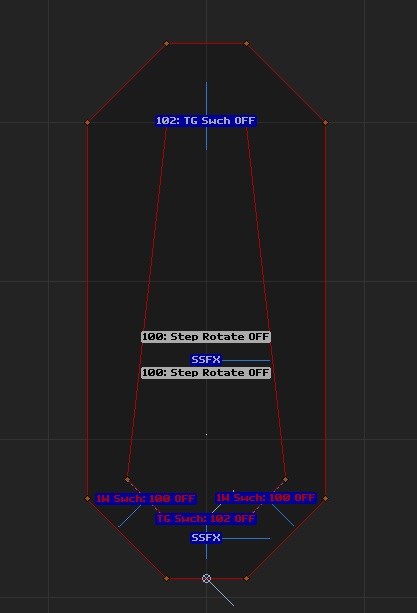 102: TG Swch OFF
100: Step Rotate OFF
SSFX
100: Step Rotate OFF
1W Swch: 100 OFF 1W Swch: 100 OFF
TG Swch: 102 OFF
SSFX